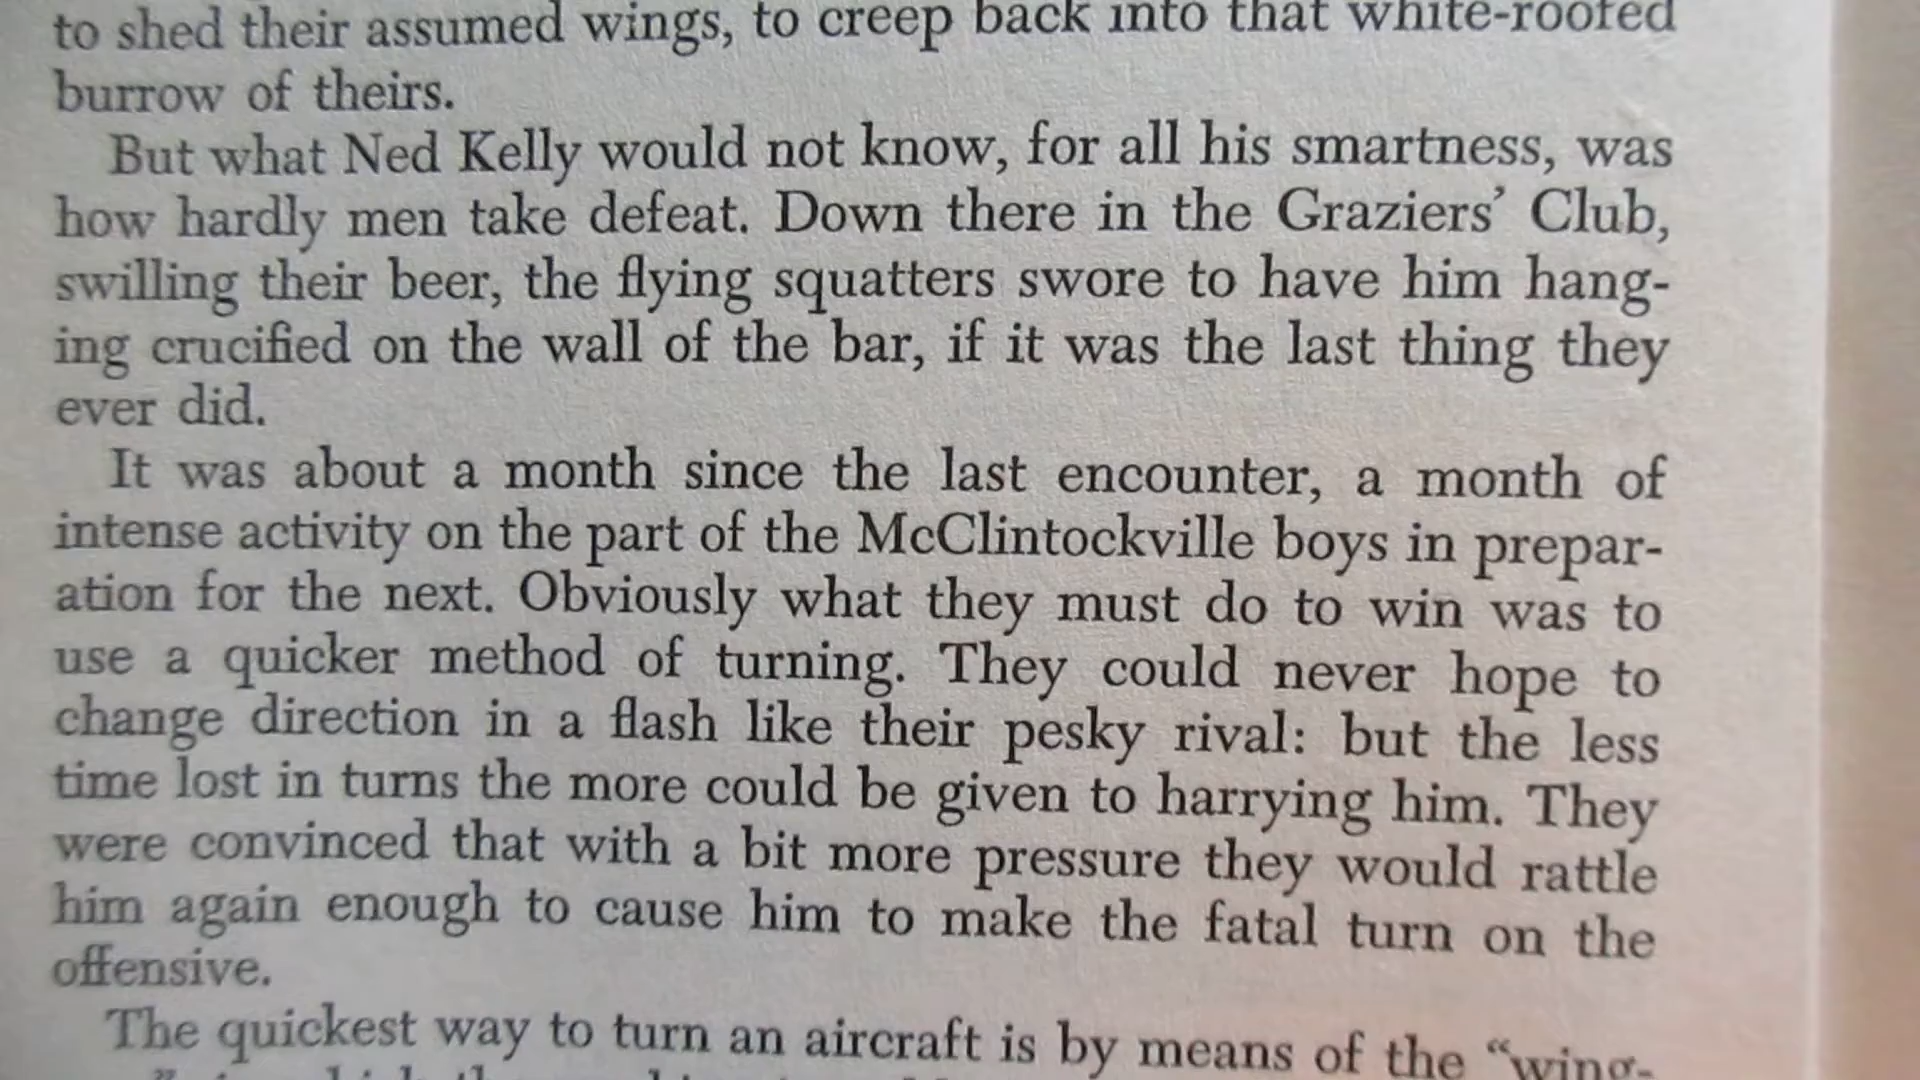 to shed their assumed wings, to creep back into that white-roofed
burrow of theirs.
But what Ned Kelly would not know, for all his smartness, was
how hardly men take defeat. Down there in the Graziers’ Club,
swilling their beer, the flying squatters swore to have him hang-
ing crucified on the wall of the bar, if it was the last thing they
ever did.
It was about a month since the last encounter, a month of
intense activity on the part of the McClintockville boys in prepar-
ation for the next. Obviously what they must do to win was to
use a quicker method of turning. They could never hope to
change direction in a flash like their pesky rival: but the less
time lost in turns the more could be given to harrying him. They
were convinced that with a bit more pressure they would rattle
him again enough to cause him to make the fatal turn on the
offensive.
The quickest way to turn an aircraft is by means of the “wing-